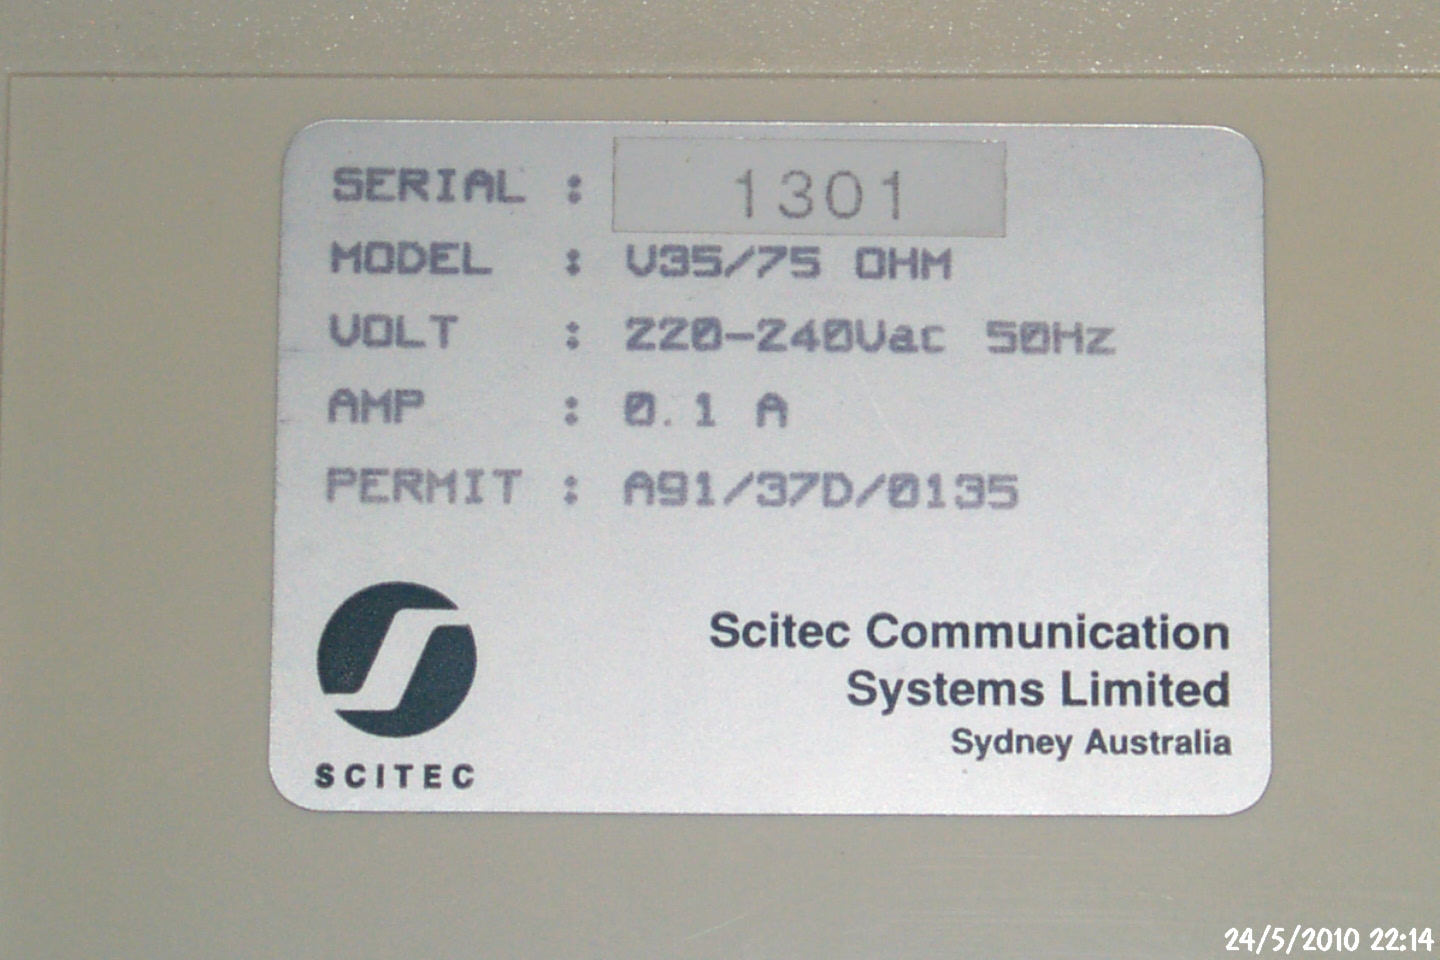 SERIAL : 1301
MODEL : V35/75 OHM
VOLT : 220-240Vac 50Hz
AMP : 0.1 A
PERMIT : A91/37D/0135
SCITEC
Scitec Communication
Systems Limited
Sydney Australia
24/5/2010 22:14